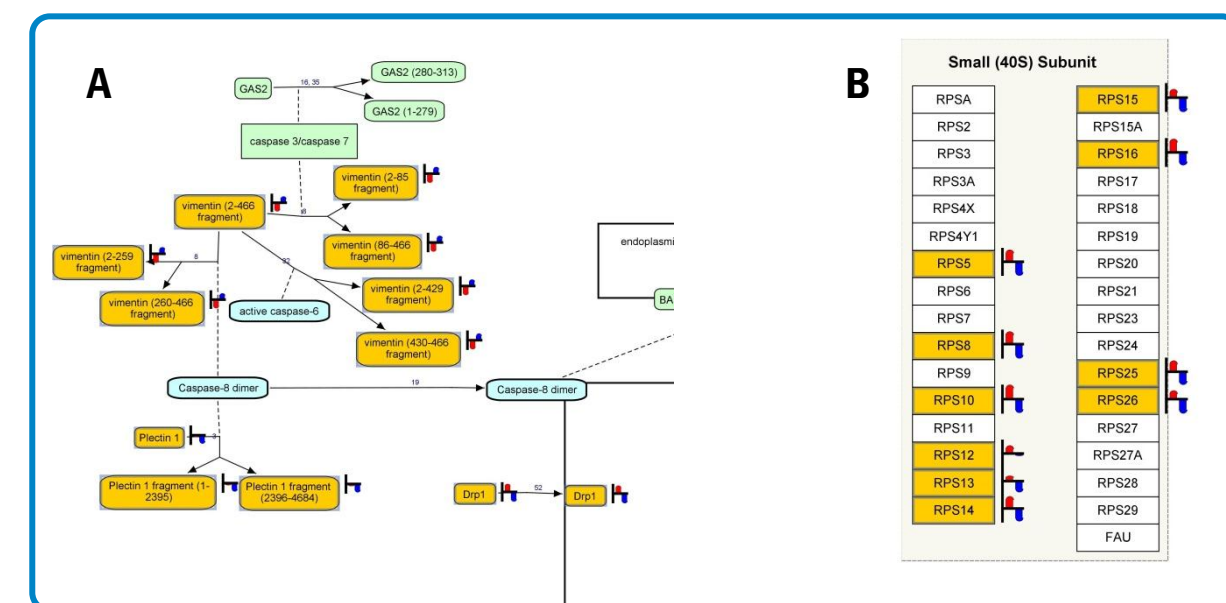 A
GAS2
16, 35
GAS2 (280-313)
GAS2 (1-279)
caspase 3/caspase 7
vimentin (2-85
fragment)
vimentin (2-466
fragment)
8
vimentin (86-466
fragment)
vimentin (2-259
fragment)
8
32
vimentin (2-429
fragment)
vimentin (260-466
fragment)
active caspase-6
vimentin (430-466
fragment)
endoplasmi
BA
Caspase-8 dimer
19
Caspase-8 dimer
Plectin 1
3
Plectin 1 fragment (1-
2395)
Plectin 1 fragment
(2396-4684)
Drp1
52
Drp1
B
Small (40S) Subunit
RPSA
RPS2
RPS3
RPS3A
RPS4X
RPS4Y1
RPS5
RPS6
RPS7
RPS8
RPS9
RPS10
RPS11
RPS12
RPS13
RPS14
RPS15
RPS15A
RPS16
RPS17
RPS18
RPS19
RPS20
RPS21
RPS23
RPS24
RPS25
RPS26
RPS27
RPS27A
RPS28
RPS29
FAU